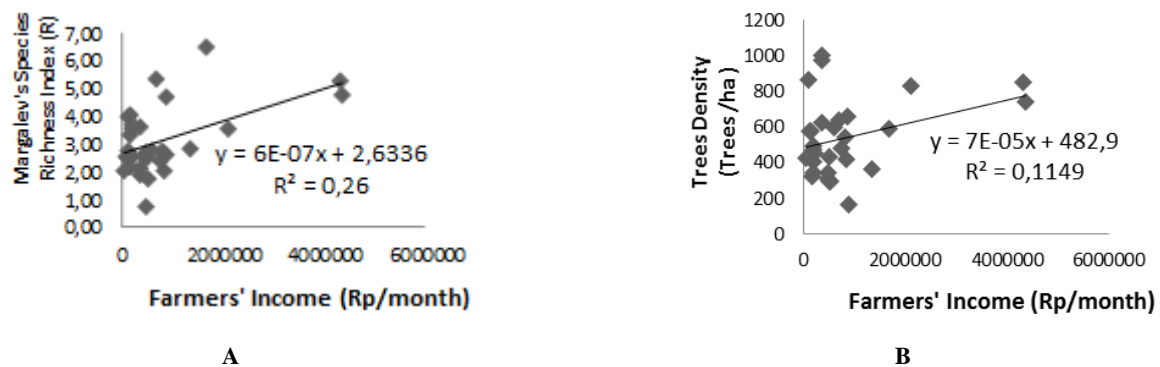 Margalev's Species
Richness Index (R)
7,00
6,00
5,00
4,00
3,00
2,00
1,00
0,00
y = 6E-07x + 2,6336
R² = 0,26
0 2000000 4000000 6000000
Farmers' Income (Rp/month)
A
Trees Density
(Trees /ha )
1200
1000
800
600
400
200
0
y = 7E-05x + 482,9
R² = 0,1149
0 2000000 4000000 6000000
Farmers' Income (Rp/month)
B